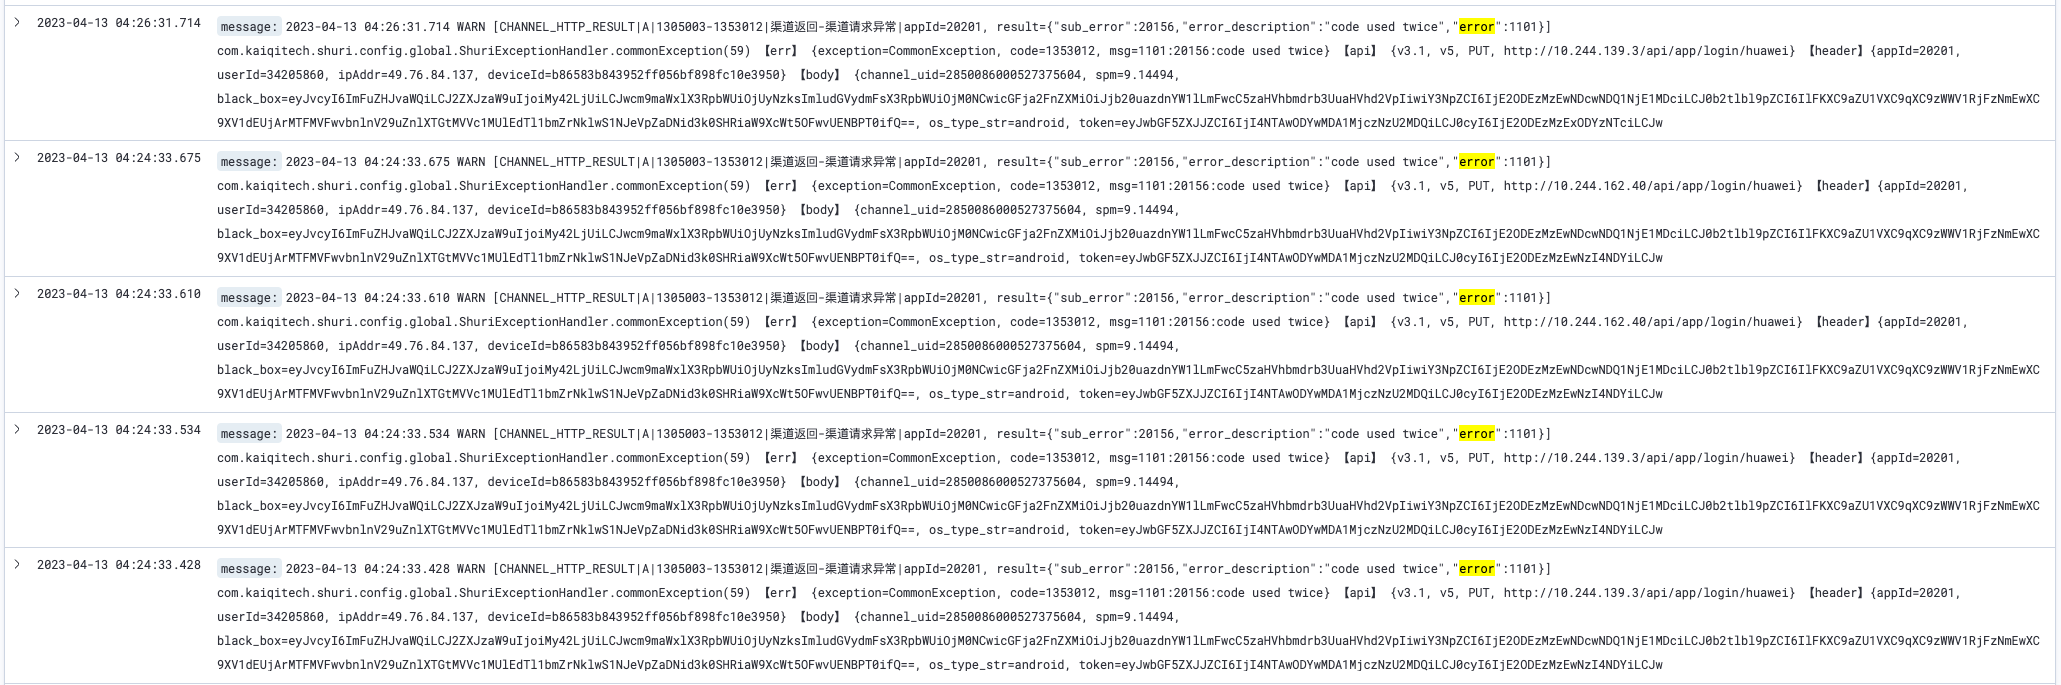 2023-04-13 04:26:31.714 message: 2023-04-13 04:26:31.714 WARN [CHANNEL_HTTP_RESULT|A|1305003-1353012|渠道返回-渠道请求异常|appId=20201, result={"sub_error":20156,"error_description":"code used twice","error":1101}]
com.kaiqitech.shuri.config.global.ShuriExceptionHandler.commonException(59) 【err】 {exception=CommonException, code=1353012, msg=1101:20156:code used twice} 【api】 {v3.1, v5, PUT, http://10.244.139.3/api/app/login/huawei} 【header】{appId=20201,
userId=34205860, ipAddr=49.76.84.137, deviceId=b86583b843952ff056bf898fc10e3950} 【body】 {channel_uid=2850086000527375604, spm=9.14494,
black_box=eyJvcyI6ImFuZHJvaWQiLCJ2ZXJzaW9uIjoiMy42LjUiLCJwcm9maWxlX3RpbWUiOjUyNzksImludGVydmFsX3RpbWUiOjM0NCwicGFja2FnZXMiOiJjb20uazdnYW1lLmFwcC5zaHVhbmdrb3UuaHVhd2VpIiwiY3NpZCI6IjE2ODEzMzEwNDcwNDQ1NjE1MDciLCJ0b2tlbl9pZCI6IlFKXC9aZU1VXC9qXC9zWWV1RjFzNmEwXC
9XV1dEUjArMTFMVFwvbnlnV29uZnlXTGtMVVc1MUlEdTl1bmZrNklwS1NJeVpZaDNid3k0SHRiaW9XcWt5OFwvUENBPT0ifQ==, os_type_str=android, token=eyJwbGF5ZXJJZCI6IjI4NTAwODYwMDA1MjczNzU2MDQiLCJ0cyI6IjE2ODEzMzExODYzNTciLCJw
2023-04-13 04:24:33.675 message: 2023-04-13 04:24:33.675 WARN [CHANNEL_HTTP_RESULT|A|1305003-1353012|渠道返回-渠道请求异常|appId=20201, result={"sub_error":20156,"error_description":"code used twice","error":1101}]
com.kaiqitech.shuri.config.global.ShuriExceptionHandler.commonException(59) 【err】 {exception=CommonException, code=1353012, msg=1101:20156:code used twice} 【api】 {v3.1, v5, PUT, http://10.244.162.40/api/app/login/huawei} 【header】{appId=20201,
userId=34205860, ipAddr=49.76.84.137, deviceId=b86583b843952ff056bf898fc10e3950} 【body】 {channel_uid=2850086000527375604, spm=9.14494,
black_box=eyJvcyI6ImFuZHJvaWQiLCJ2ZXJzaW9uIjoiMy42LjUiLCJwcm9maWxlX3RpbWUiOjUyNzksImludGVydmFsX3RpbWUiOjM0NCwicGFja2FnZXMiOiJjb20uazdnYW1lLmFwcC5zaHVhbmdrb3UuaHVhd2VpIiwiY3NpZCI6IjE2ODEzMzEwNDcwNDQ1NjE1MDciLCJ0b2tlbl9pZCI6IlFKXC9aZU1VXC9qXC9zWWV1RjFzNmEwXC
9XV1dEUjArMTFMVFwvbnlnV29uZnlXTGtMVVc1MUlEdTl1bmZrNklwS1NJeVpZaDNid3k0SHRiaW9XcWt5OFwvUENBPT0ifQ==, os_type_str=android, token=eyJwbGF5ZXJJZCI6IjI4NTAwODYwMDA1MjczNzU2MDQiLCJ0cyI6IjE2ODEzMzEwNzI4NDYiLCJw
2023-04-13 04:24:33.610 message: 2023-04-13 04:24:33.610 WARN [CHANNEL_HTTP_RESULT|A|1305003-1353012|渠道返回-渠道请求异常|appId=20201, result={"sub_error":20156,"error_description":"code used twice","error":1101}]
com.kaiqitech.shuri.config.global.ShuriExceptionHandler.commonException(59) 【err】 {exception=CommonException, code=1353012, msg=1101:20156:code used twice} 【api】 {v3.1, v5, PUT, http://10.244.162.40/api/app/login/huawei} 【header】{appId=20201,
userId=34205860, ipAddr=49.76.84.137, deviceId=b86583b843952ff056bf898fc10e3950} 【body】 {channel_uid=2850086000527375604, spm=9.14494,
black_box=eyJvcyI6ImFuZHJvaWQiLCJ2ZXJzaW9uIjoiMy42LjUiLCJwcm9maWxlX3RpbWUiOjUyNzksImludGVydmFsX3RpbWUiOjM0NCwicGFja2FnZXMiOiJjb20uazdnYW1lLmFwcC5zaHVhbmdrb3UuaHVhd2VpIiwiY3NpZCI6IjE2ODEzMzEwNDcwNDQ1NjE1MDciLCJ0b2tlbl9pZCI6IlFKXC9aZU1VXC9qXC9zWWV1RjFzNmEwXC
9XV1dEUjArMTFMVFwvbnlnV29uZnlXTGtMVVc1MUlEdTl1bmZrNklwS1NJeVpZaDNid3k0SHRiaW9XcWt5OFwvUENBPT0ifQ==, os_type_str=android, token=eyJwbGF5ZXJJZCI6IjI4NTAwODYwMDA1MjczNzU2MDQiLCJ0cyI6IjE2ODEzMzEwNzI4NDYiLCJw
2023-04-13 04:24:33.534 message: 2023-04-13 04:24:33.534 WARN [CHANNEL_HTTP_RESULT|A|1305003-1353012|渠道返回-渠道请求异常|appId=20201, result={"sub_error":20156,"error_description":"code used twice","error":1101}]
com.kaiqitech.shuri.config.global.ShuriExceptionHandler.commonException(59) 【err】 {exception=CommonException, code=1353012, msg=1101:20156:code used twice} 【api】 {v3.1, v5, PUT, http://10.244.139.3/api/app/login/huawei} 【header】{appId=20201,
userId=34205860, ipAddr=49.76.84.137, deviceId=b86583b843952ff056bf898fc10e3950} 【body】 {channel_uid=2850086000527375604, spm=9.14494,
black_box=eyJvcyI6ImFuZHJvaWQiLCJ2ZXJzaW9uIjoiMy42LjUiLCJwcm9maWxlX3RpbWUiOjUyNzksImludGVydmFsX3RpbWUiOjM0NCwicGFja2FnZXMiOiJjb20uazdnYW1lLmFwcC5zaHVhbmdrb3UuaHVhd2VpIiwiY3NpZCI6IjE2ODEzMzEwNDcwNDQ1NjE1MDciLCJ0b2tlbl9pZCI6IlFKXC9aZU1VXC9qXC9zWWV1RjFzNmEwXC
9XV1dEUjArMTFMVFwvbnlnV29uZnlXTGtMVVc1MUlEdTl1bmZrNklwS1NJeVpZaDNid3k0SHRiaW9XcWt5OFwvUENBPT0ifQ==, os_type_str=android, token=eyJwbGF5ZXJJZCI6IjI4NTAwODYwMDA1MjczNzU2MDQiLCJ0cyI6IjE2ODEzMzEwNzI4NDYiLCJw
2023-04-13 04:24:33.428 message: 2023-04-13 04:24:33.428 WARN [CHANNEL_HTTP_RESULT|A|1305003-1353012|渠道返回-渠道请求异常|appId=20201, result={"sub_error":20156,"error_description":"code used twice","error":1101}]
com.kaiqitech.shuri.config.global.ShuriExceptionHandler.commonException(59) 【err】 {exception=CommonException, code=1353012, msg=1101:20156:code used twice} 【api】 {v3.1, v5, PUT, http://10.244.139.3/api/app/login/huawei} 【header】{appId=20201,
userId=34205860, ipAddr=49.76.84.137, deviceId=b86583b843952ff056bf898fc10e3950} 【body】 {channel_uid=2850086000527375604, spm=9.14494,
black_box=eyJvcyI6ImFuZHJvaWQiLCJ2ZXJzaW9uIjoiMy42LjUiLCJwcm9maWxlX3RpbWUiOjUyNzksImludGVydmFsX3RpbWUiOjM0NCwicGFja2FnZXMiOiJjb20uazdnYW1lLmFwcC5zaHVhbmdrb3UuaHVhd2VpIiwiY3NpZCI6IjE2ODEzMzEwNDcwNDQ1NjE1MDciLCJ0b2tlbl9pZCI6IlFKXC9aZU1VXC9qXC9zWWV1RjFzNmEwXC
9XV1dEUjArMTFMVFwvbnlnV29uZnlXTGtMVVc1MUlEdTl1bmZrNklwS1NJeVpZaDNid3k0SHRiaW9XcWt5OFwvUENBPT0ifQ==, os_type_str=android, token=eyJwbGF5ZXJJZCI6IjI4NTAwODYwMDA1MjczNzU2MDQiLCJ0cyI6IjE2ODEzMzEwNzI4NDYiLCJw